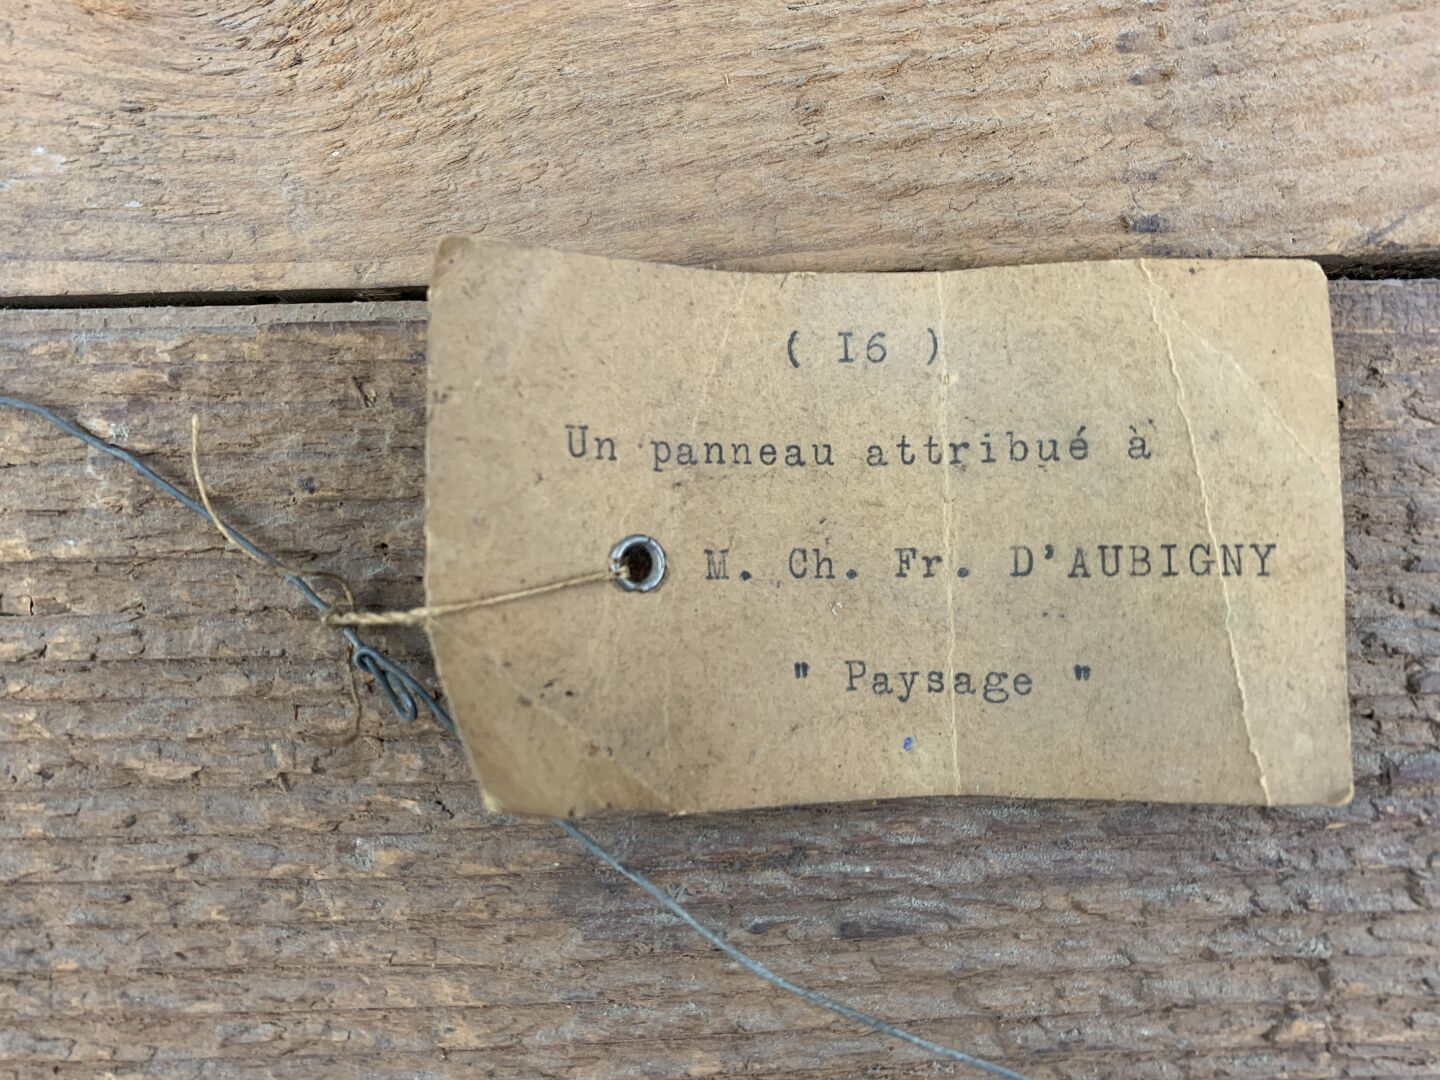 ( I6 )
Un panneau attribué à
M. Ch. Fr. D'AUBIGNY
" Paysage "